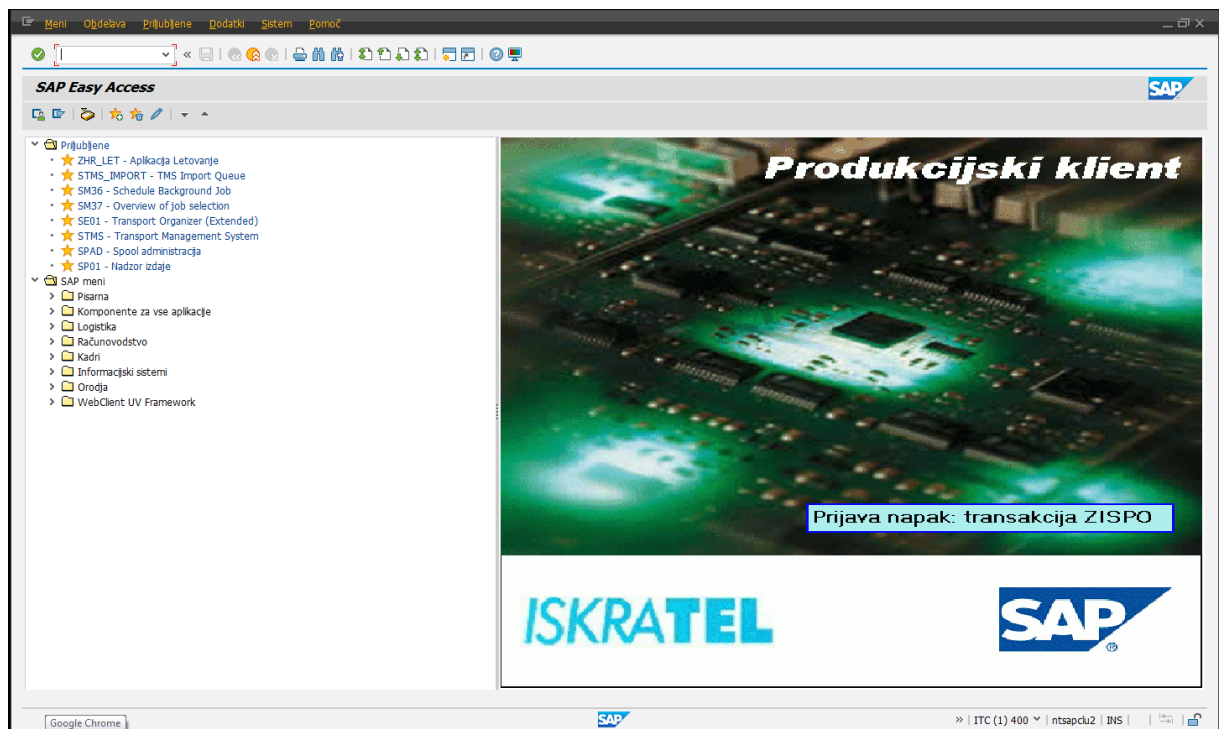 Meni Obdelava Priljubljene Dodatki Sistem Pomoč
SAP Easy Access
SAP
Priljubljene
ZHR_LET - Aplikacija Letovanje
STMS_IMPORT - TMS Import Queue
SM36 - Schedule Background Job
SM37 - Overview of job selection
SE01 - Transport Organizer (Extended)
STMS - Transport Management System
SPAD - Spool administracija
SP01 - Nadzor izdaje
SAP meni
Pisarna
Komponente za vse aplikacije
Logistika
Računovodstvo
Kadri
Informacijski sistemi
Orodja
WebClient UV Framework
Produkcijski klient
Prijava napak: transakcija ZISPO
ISKRATEL
SAP ®
Google Chrome
SAP
» | ITC (1) 400 | ntsapclu2 | INS |